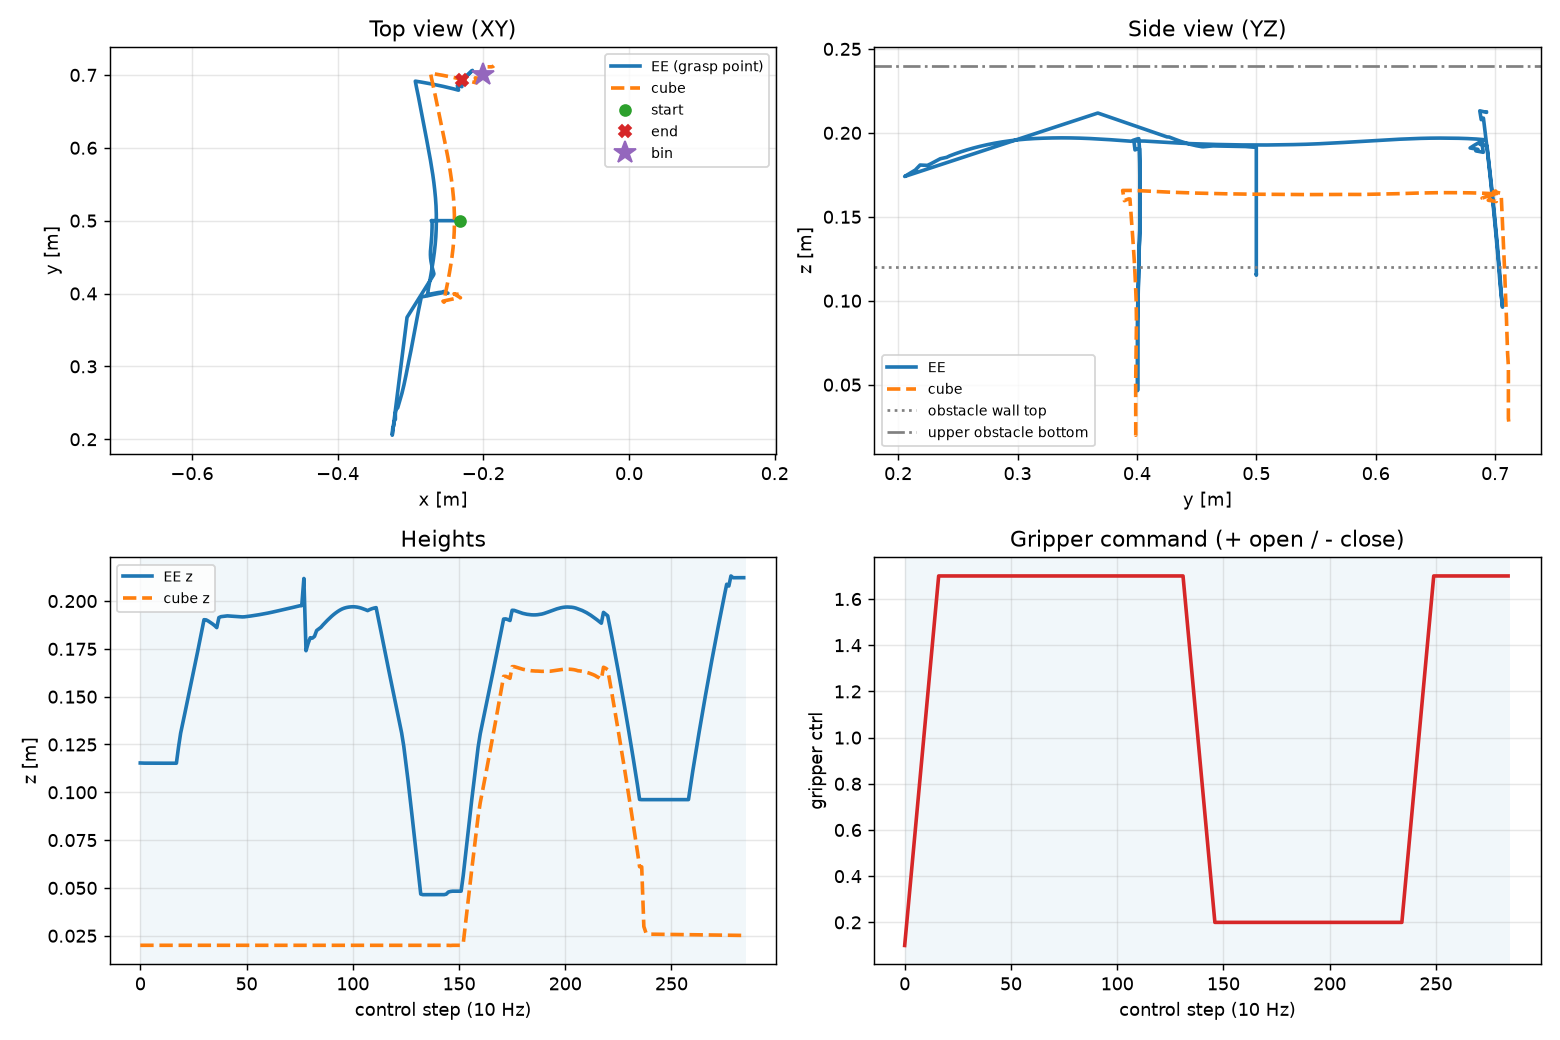 Top view (XY)
0.7
0.6
0.5
0.4
0.3
0.2
y [m]
EE (grasp point)
cube
start
end
bin
−0.6
−0.4
−0.2
0.0
0.2
x [m]
Side view (YZ)
0.25
0.20
0.15
0.10
0.05
z [m]
EE
cube
obstacle wall top
upper obstacle bottom
0.2
0.3
0.4
0.5
0.6
0.7
y [m]
Heights
EE z
cube z
0.200
0.175
0.150
0.125
0.100
0.075
0.050
0.025
z [m]
0
50
100
150
200
250
control step (10 Hz)
Gripper command (+ open / - close)
1.6
1.4
1.2
1.0
0.8
0.6
0.4
0.2
gripper ctrl
0
50
100
150
200
250
control step (10 Hz)